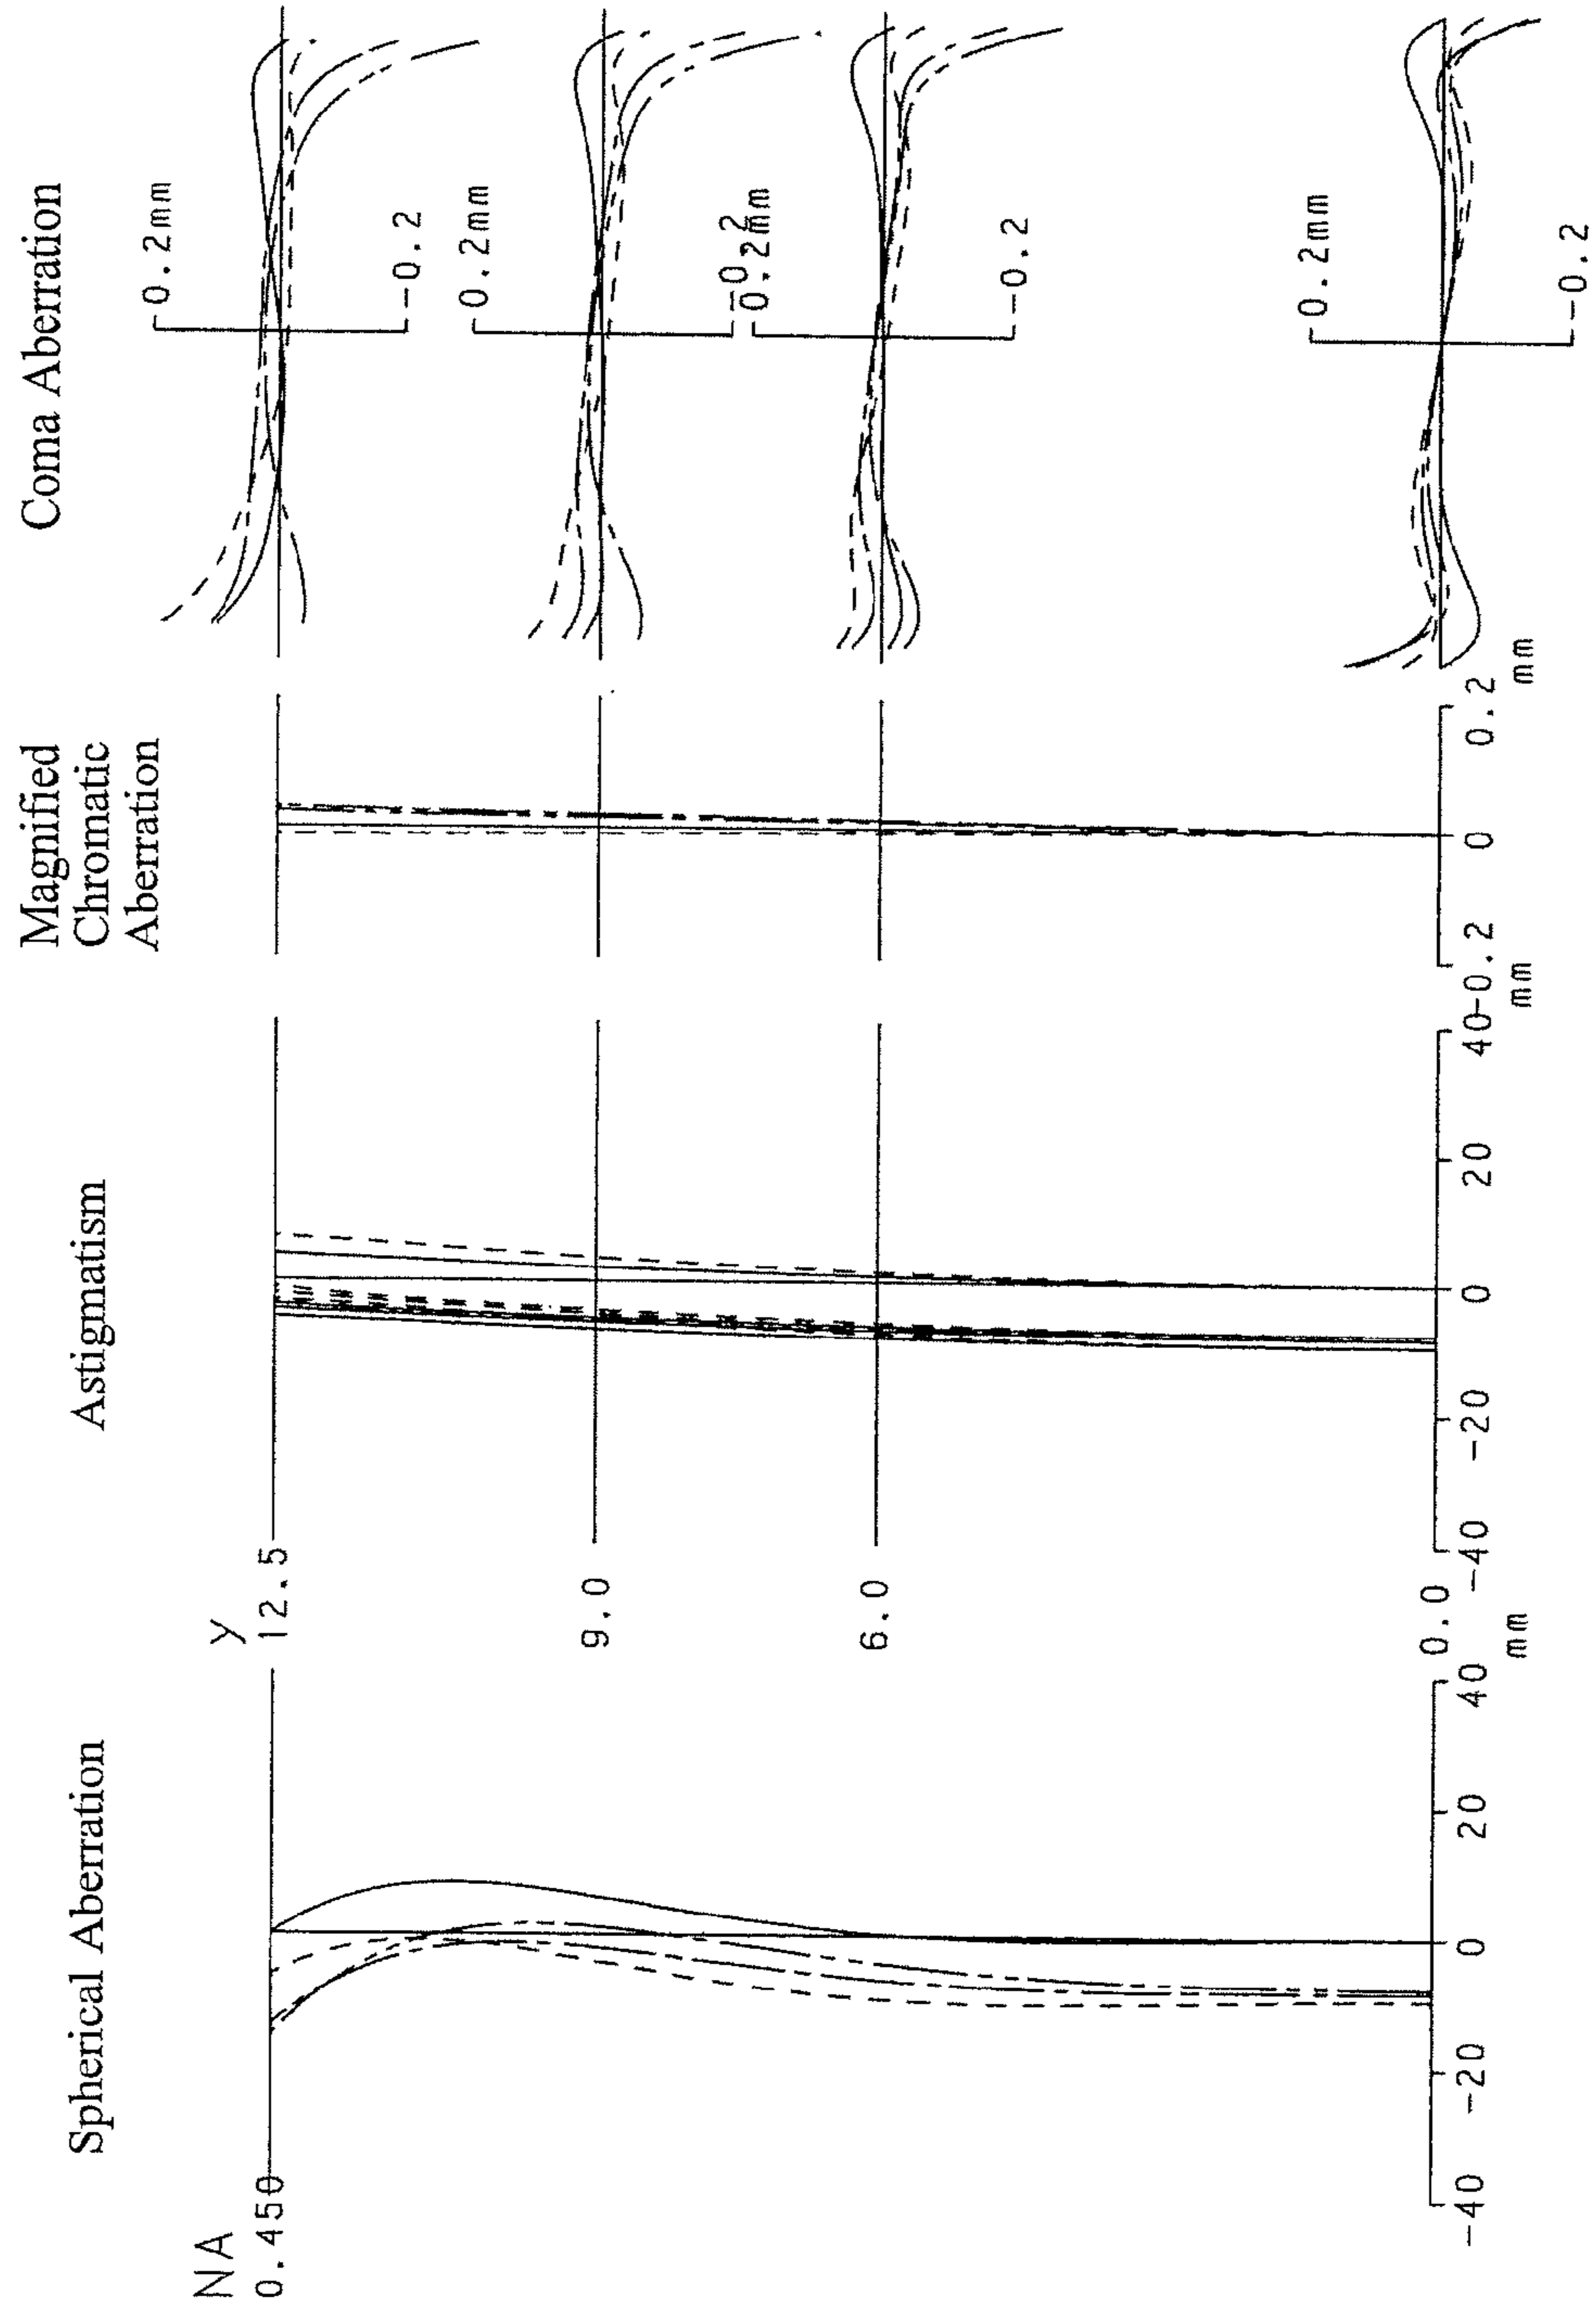 Spherical Aberration
NA
0.450
-40 -20 0 20 40
mm
Astigmatism
Y
12.5
9.0
6.0
0.0
-40 -20 0 20 40
mm
Magnified
Chromatic
Aberration
-0.2 0 0.2
mm
Coma Aberration
0.2mm
-0.2
0.2mm
-0.2
0.2mm
-0.2
0.2mm
-0.2